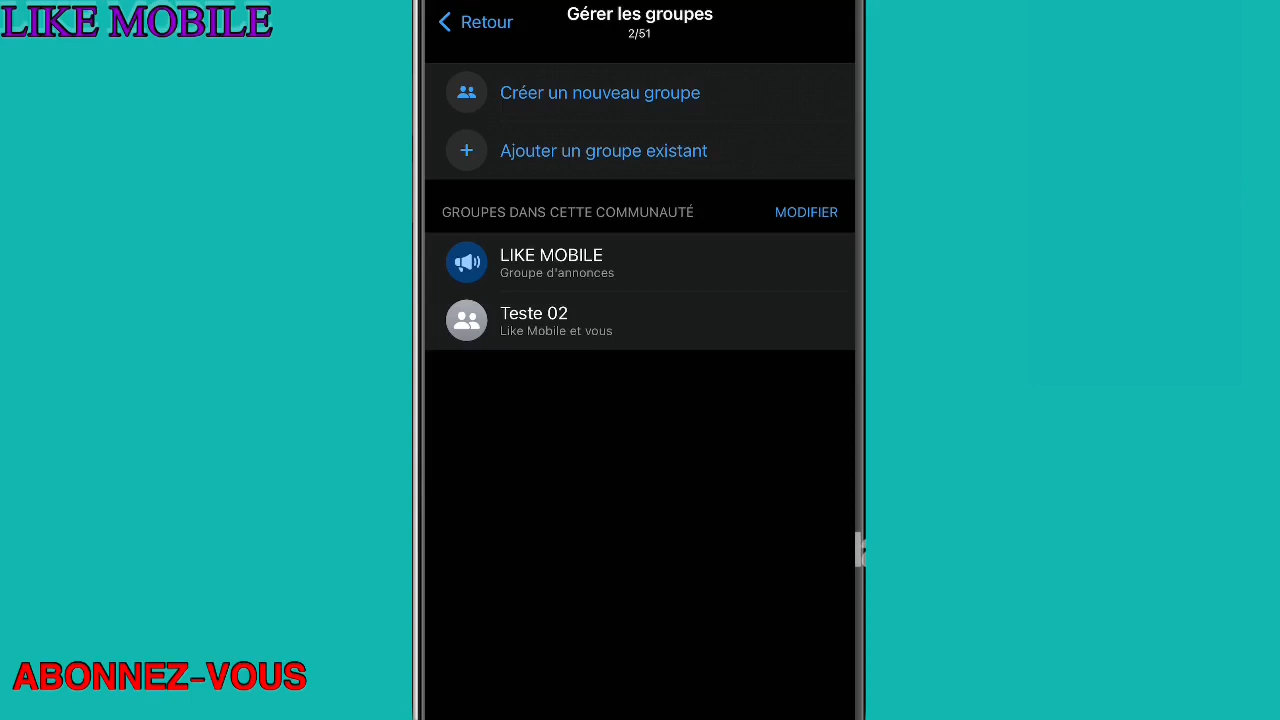 LIKE MOBILE
Retour
Gérer les groupes
2/51
Créer un nouveau groupe
Ajouter un groupe existant
GROUPES DANS CETTE COMMUNAUTÉ
MODIFIER
LIKE MOBILE
Groupe d'annonces
Teste 02
Like Mobile et vous
ABONNEZ-VOUS